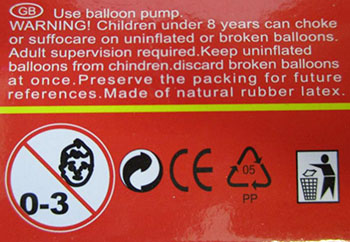 GB Use balloon pump.
WARNING! Children under 8 years can choke
or suffocare on uninflated or broken balloons.
Adult supervision required.Keep uninflated
balloons from chindren.discard broken balloons
at once.Preserve the packing for future
references.Made of natural rubber latex.
0-3 CE 05
PP